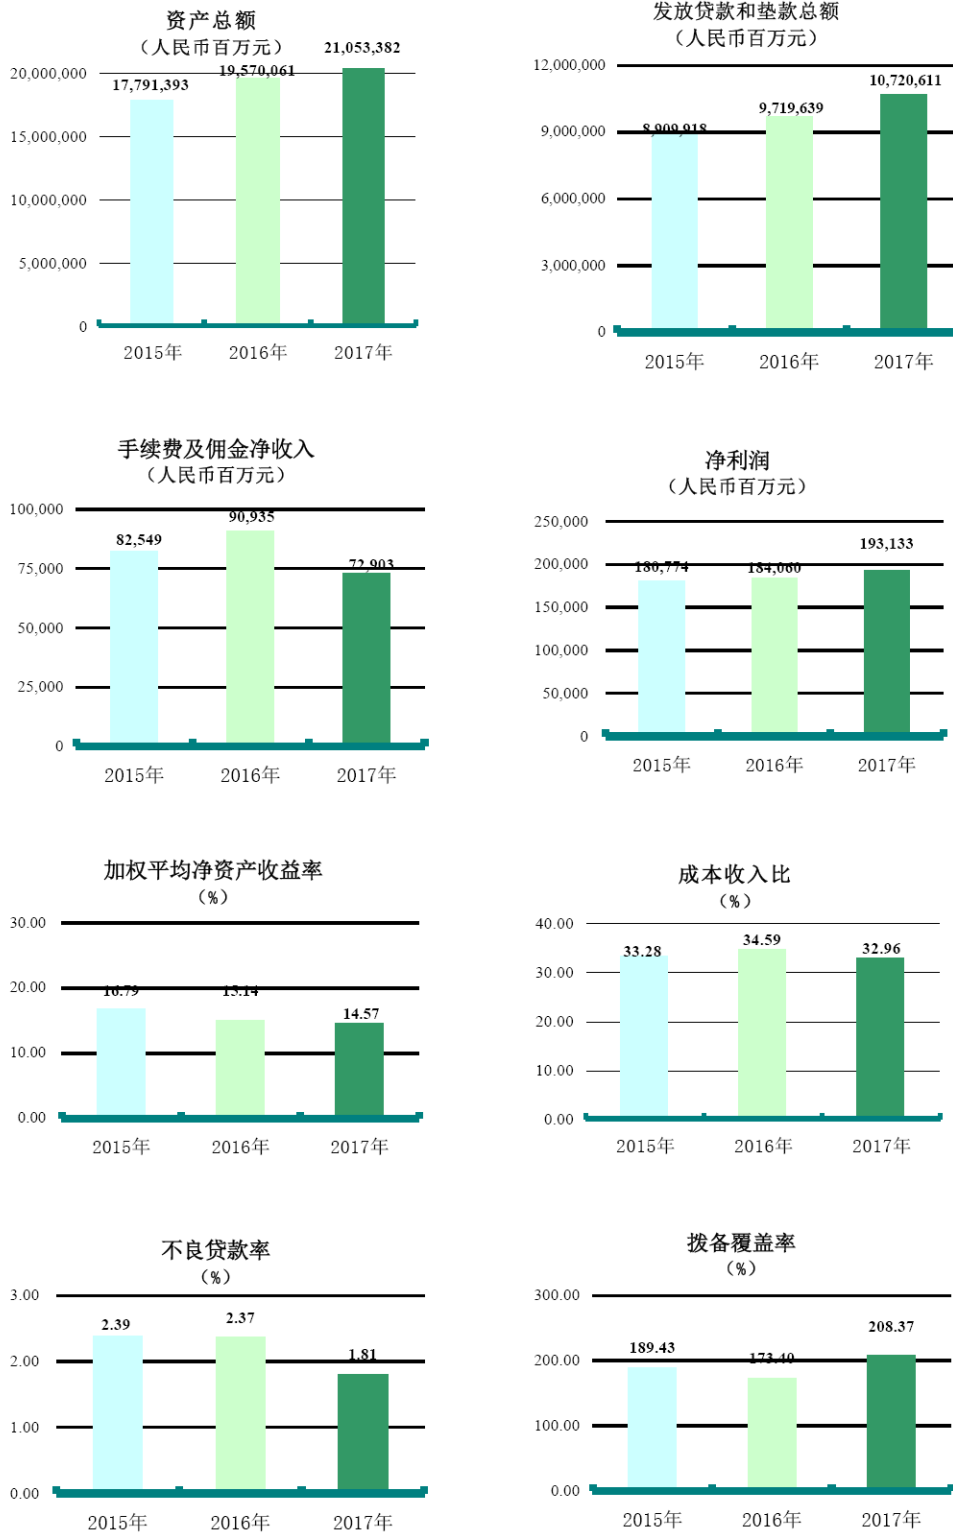 资产总额
（人民币百万元）
21,053,382
19,570,061
17,791,393
20,000,000
15,000,000
10,000,000
5,000,000
0
2015年
2016年
2017年
发放贷款和垫款总额
（人民币百万元）
12,000,000
10,720,611
9,719,639
8,909,918
9,000,000
6,000,000
3,000,000
0
2015年
2016年
2017年
手续费及佣金净收入
（人民币百万元）
100,000
90,935
82,549
72,903
75,000
50,000
25,000
0
2015年
2016年
2017年
净利润
（人民币百万元）
250,000
193,133
200,000
180,774
184,060
150,000
100,000
50,000
0
2015年
2016年
2017年
加权平均净资产收益率
（%）
30.00
20.00
16.79
15.14
14.57
10.00
0.00
2015年
2016年
2017年
成本收入比
（%）
40.00
33.28
34.59
32.96
30.00
20.00
10.00
0.00
2015年
2016年
2017年
不良贷款率
（%）
3.00
2.39
2.37
1.81
2.00
1.00
0.00
2015年
2016年
2017年
拨备覆盖率
（%）
300.00
208.37
189.43
173.40
200.00
100.00
0.00
2015年
2016年
2017年